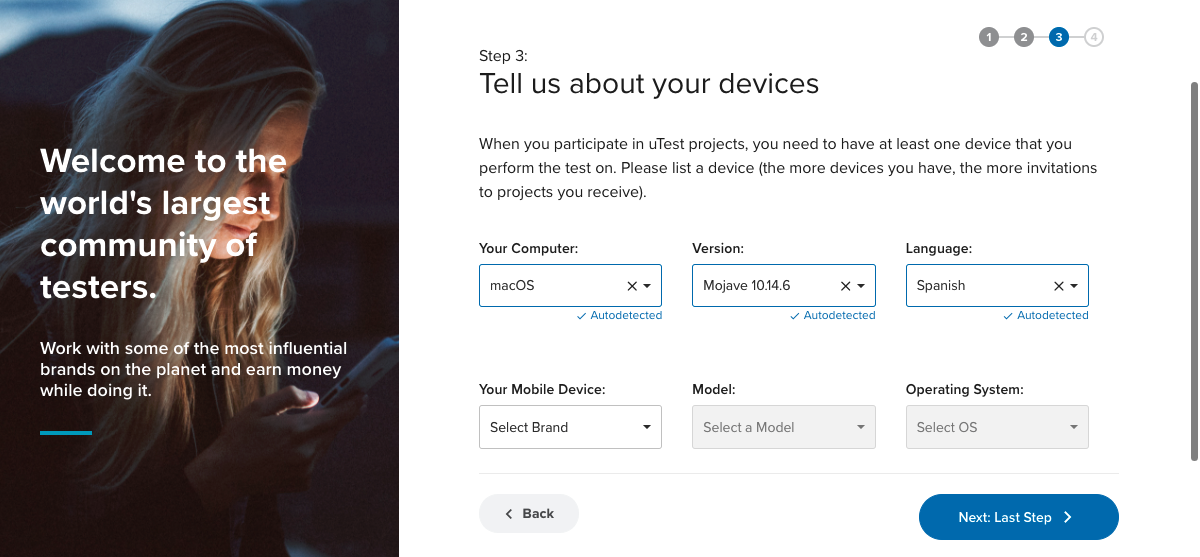 Welcome to the
world's largest
community of
testers.
Work with some of the most influential
brands on the planet and earn money
while doing it.
1 2 3 4
Step 3:
Tell us about your devices
When you participate in uTest projects, you need to have at least one device that you
perform the test on. Please list a device (the more devices you have, the more invitations
to projects you receive).
Your Computer: Version: Language:
macOS Mojave 10.14.6 Spanish
Autodetected Autodetected Autodetected
Your Mobile Device: Model: Operating System:
Select Brand Select a Model Select OS
Back Next: Last Step